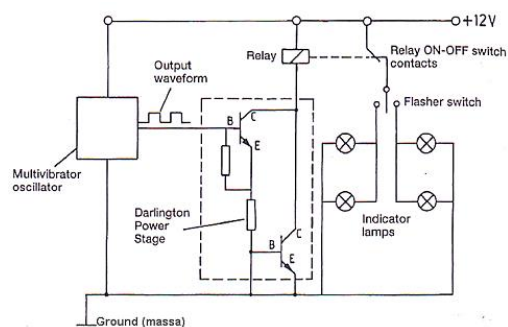 +12V
Relay
Relay ON-OFF switch
contacts
Output
waveform
Flasher switch
B
C
E
Multivibrator
oscillator
Darlington
Power
Stage
Indicator
lamps
B
C
E
Ground (massa)